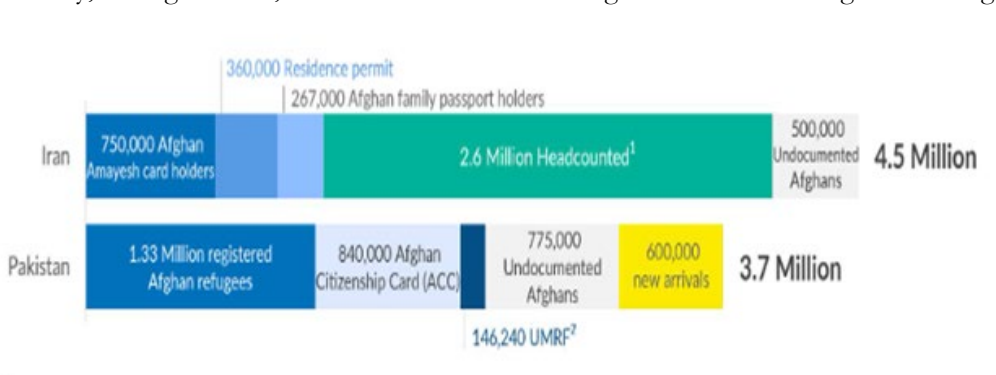 360,000 Residence permit
267,000 Afghan family passport holders
Iran
750,000 Afghan
Amayesh card holders
2.6 Million Headcounted¹
500,000
Undocumented
Afghans
4.5 Million
Pakistan
1.33 Million registered
Afghan refugees
840,000 Afghan
Citizenship Card (ACC)
775,000
Undocumented
Afghans
600,000
new arrivals
3.7 Million
146,240 UMRF²